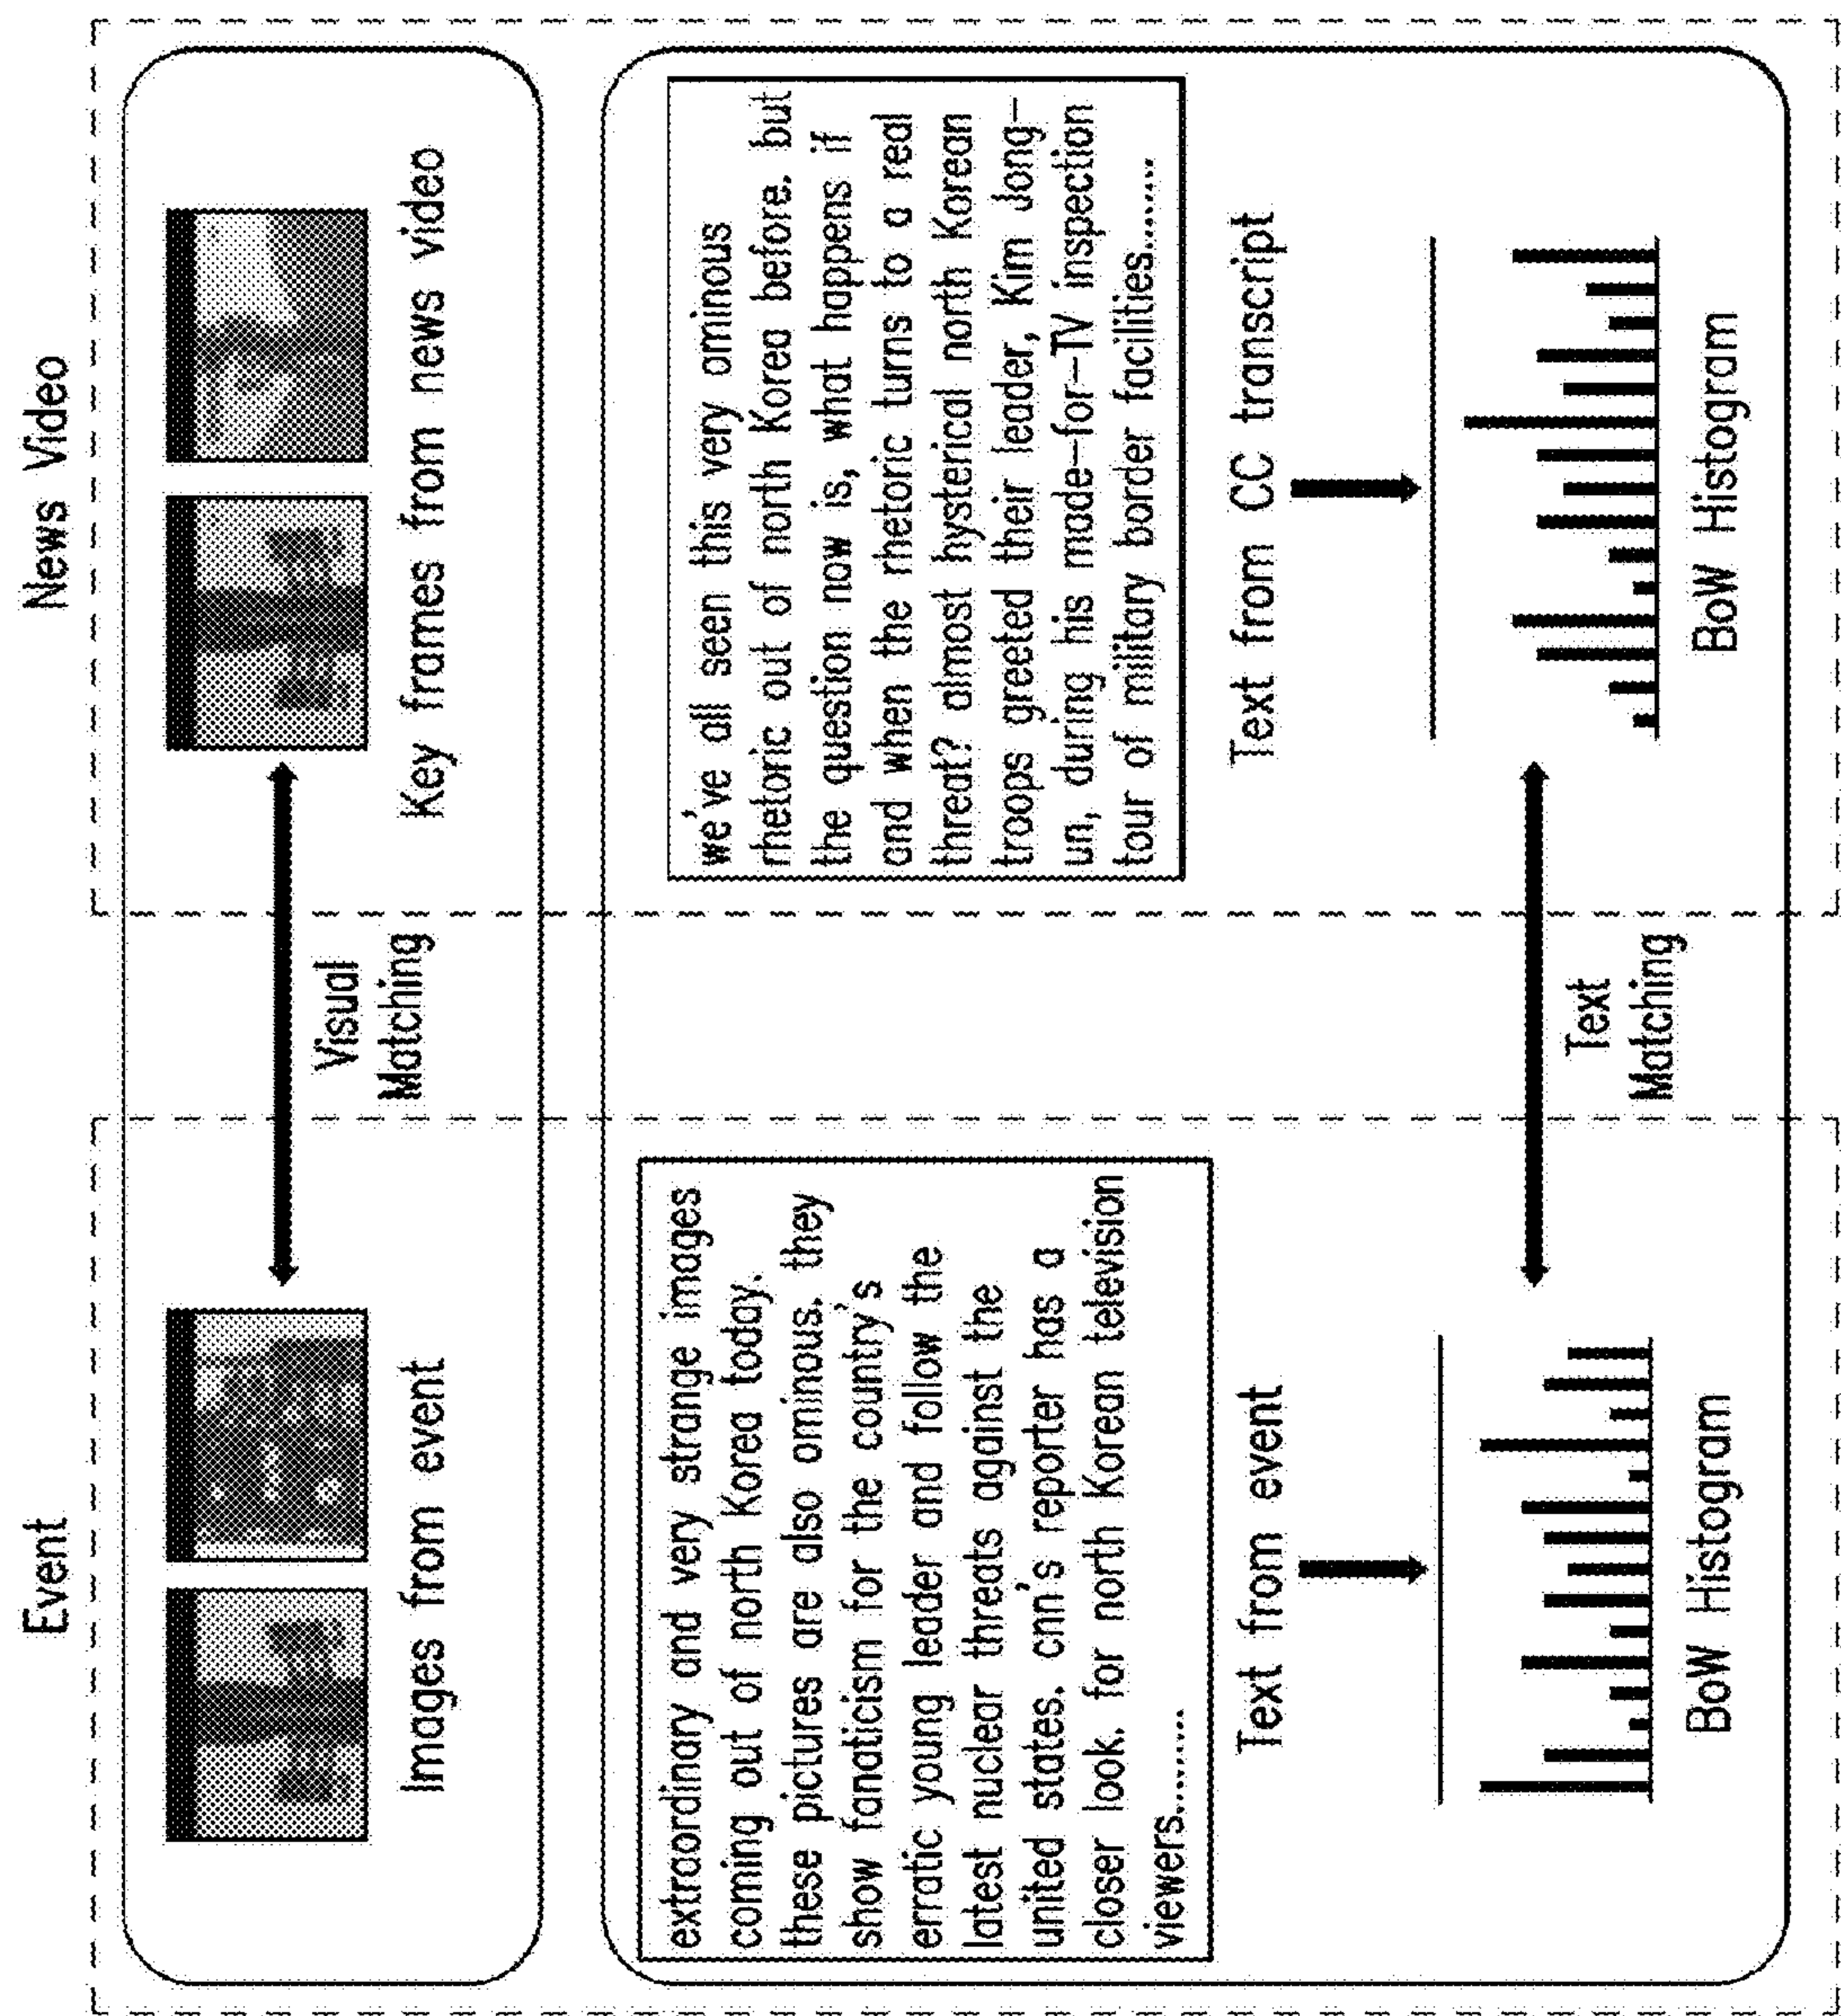 Event
Images from event
extraordinary and very strange images
coming out of north Korea today.
these pictures are also ominous. they
show fanaticism for the country's
erratic young leader and follow the
latest nuclear threats against the
united states. cnn's reporter has a
closer look. for north Korean television
viewers.........
Text from event
BoW Histogram
Visual
Matching
Text
Matching
News Video
Key frames from news video
we've all seen this very ominous
rhetoric out of north Korea before. but
the question now is, what happens if
and when the rhetoric turns to a real
threat? almost hysterical north Korean
troops greeted their leader, Kim Jong-
un, during his made-for-TV inspection
tour of military border facilities.........
Text from CC transcript
BoW Histogram